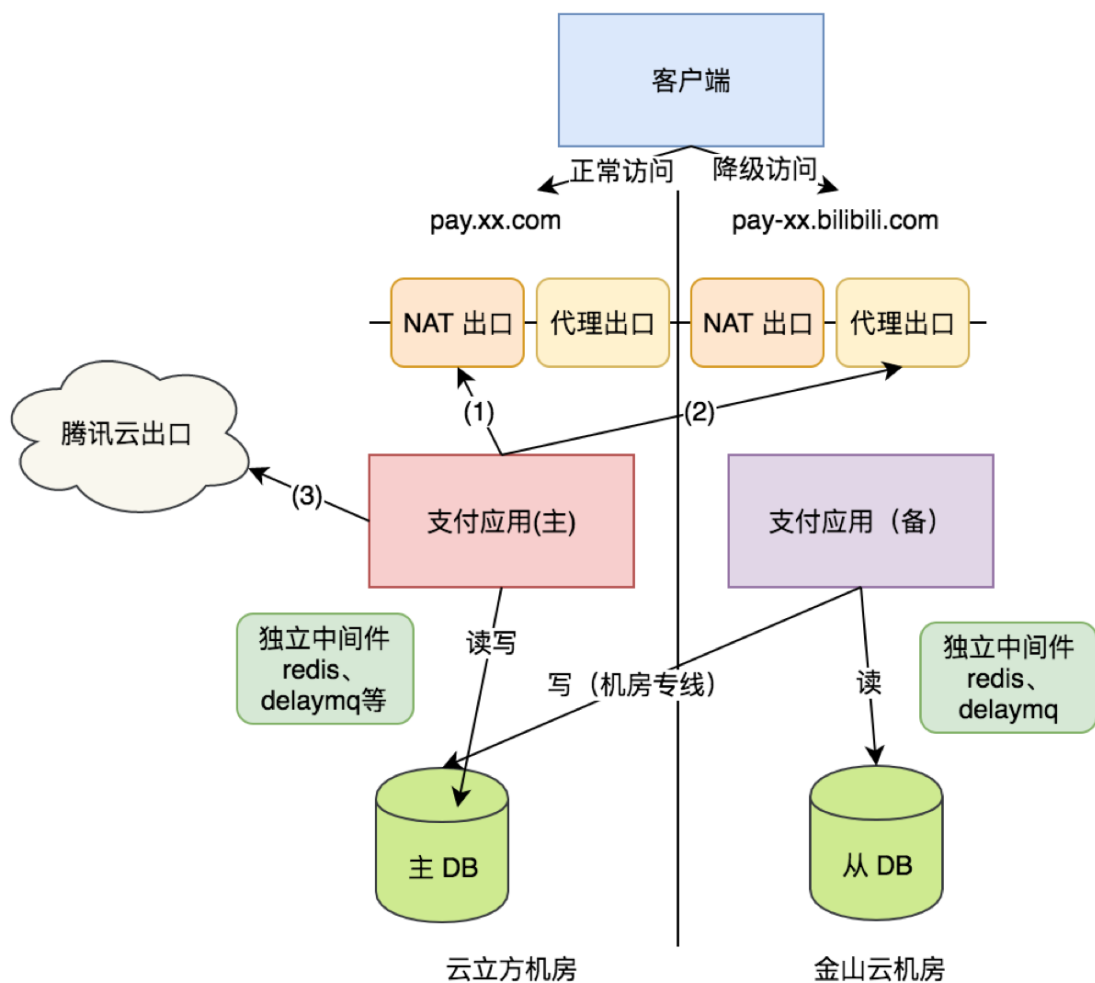 客户端
正常访问
降级访问
pay.xx.com
pay-xx.bilibili.com
NAT 出口
代理出口
NAT 出口
代理出口
(1)
(2)
腾讯云出口
(3)
支付应用(主)
支付应用（备）
独立中间件
redis、
delaymq等
读写
写（机房专线）
读
独立中间件
redis、
delaymq
主 DB
从 DB
云立方机房
金山云机房